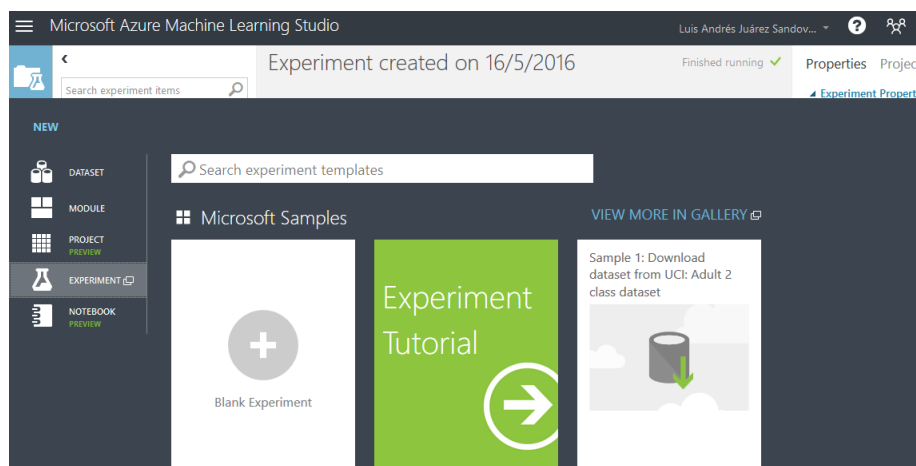 Microsoft Azure Machine Learning Studio
Luis Andrés Juárez Sandov...
?
Search experiment items
Experiment created on 16/5/2016
Finished running
Properties Projec
Experiment Propert
NEW
DATASET
MODULE
PROJECT
PREVIEW
EXPERIMENT
NOTEBOOK
PREVIEW
Search experiment templates
Microsoft Samples
VIEW MORE IN GALLERY
Blank Experiment
Experiment
Tutorial
Sample 1: Download
dataset from UCI: Adult 2
class dataset